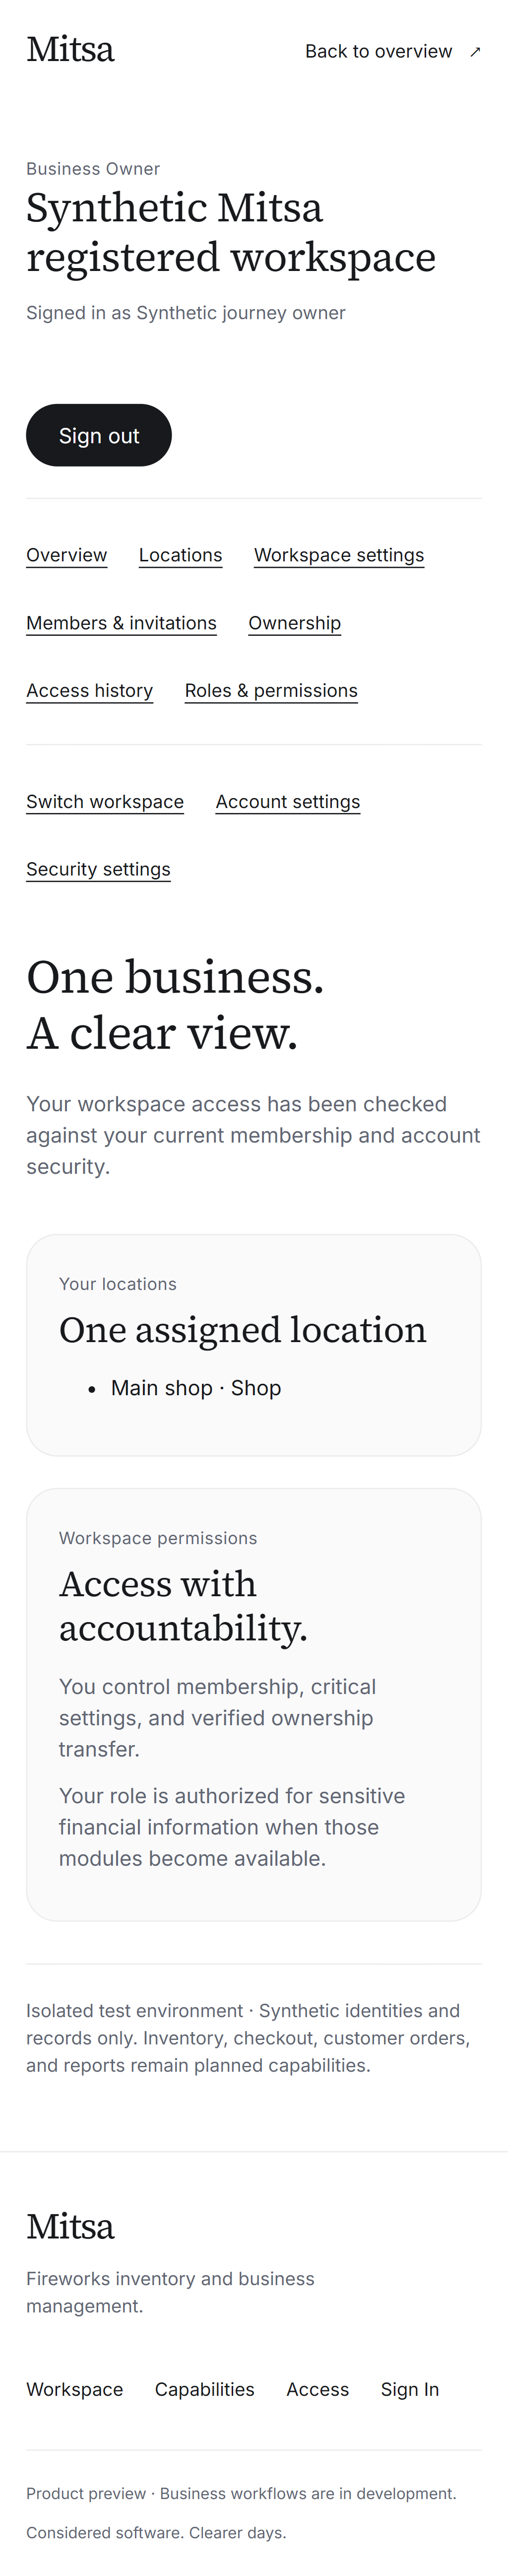 Mitsa
Back to overview ↗
Business Owner
Synthetic Mitsa
registered workspace
Signed in as Synthetic journey owner
Sign out
Overview Locations Workspace settings
Members & invitations Ownership
Access history Roles & permissions
Switch workspace Account settings
Security settings
One business.
A clear view.
Your workspace access has been checked
against your current membership and account
security.
Your locations
One assigned location
• Main shop · Shop
Workspace permissions
Access with
accountability.
You control membership, critical
settings, and verified ownership
transfer.
Your role is authorized for sensitive
financial information when those
modules become available.
Isolated test environment · Synthetic identities and
records only. Inventory, checkout, customer orders,
and reports remain planned capabilities.
Mitsa
Fireworks inventory and business
management.
Workspace Capabilities Access Sign In
Product preview · Business workflows are in development.
Considered software. Clearer days.